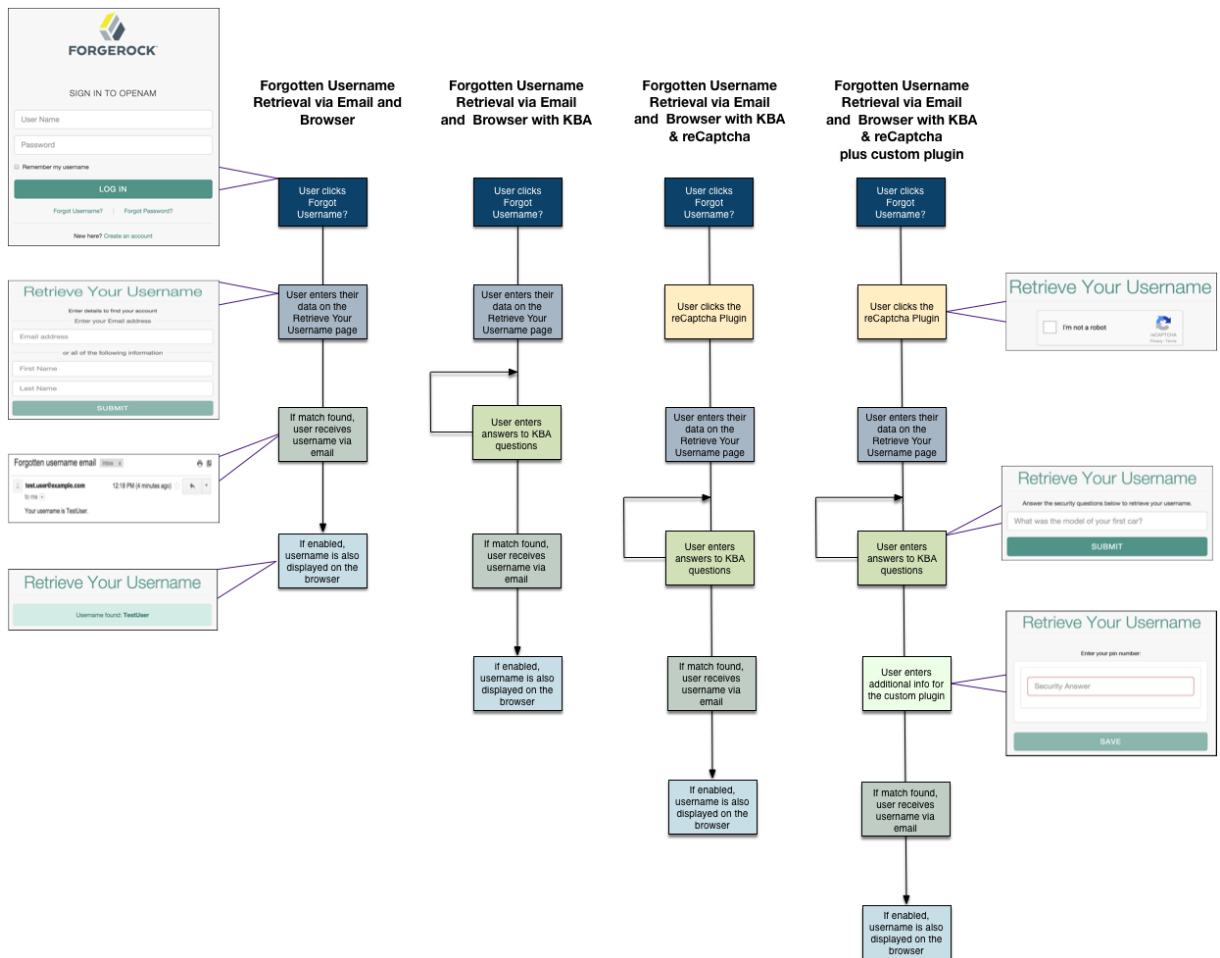 FORGEROCK
SIGN IN TO OPENAM
User Name
Password
Remember my username
LOG IN
Forgot Username? | Forgot Password?
New here? Create an account
Retrieve Your Username
Enter details to find your account
Enter your Email address
Email address
or all of the following information
First Name
Last Name
SUBMIT
Forgotten username email Inbox x
test.user@example.com 12:18 PM (4 minutes ago)
to me
Your username is TestUser.
Retrieve Your Username
Username found: TestUser
Forgotten Username
Retrieval via Email and
Browser
User clicks
Forgot
Username?
User enters their
data on the
Retrieve Your
Username page
If match found,
user receives
username via
email
If enabled,
username is also
displayed on the
browser
Forgotten Username
Retrieval via Email
and Browser with KBA
User clicks
Forgot
Username?
User enters their
data on the
Retrieve Your
Username page
User enters
answers to KBA
questions
If match found,
user receives
username via
email
if enabled,
username is also
displayed on the
browser
Forgotten Username
Retrieval via Email
and Browser with KBA
& reCaptcha
User clicks
Forgot
Username?
User clicks the
reCaptcha Plugin
User enters their
data on the
Retrieve Your
Username page
User enters
answers to KBA
questions
If match found,
user receives
username via
email
If enabled,
username is also
displayed on the
browser
Forgotten Username
Retrieval via Email
and Browser with KBA
& reCaptcha
plus custom plugin
User clicks
Forgot
Username?
User clicks the
reCaptcha Plugin
User enters their
data on the
Retrieve Your
Username page
User enters
answers to KBA
questions
User enters
additional info for
the custom plugin
If match found,
user receives
username via
email
If enabled,
username is also
displayed on the
browser
Retrieve Your Username
I'm not a robot
reCAPTCHA
Privacy - Terms
Retrieve Your Username
Answer the security questions below to retrieve your username.
What was the model of your first car?
SUBMIT
Retrieve Your Username
Enter your pin number:
Security Answer
SAVE